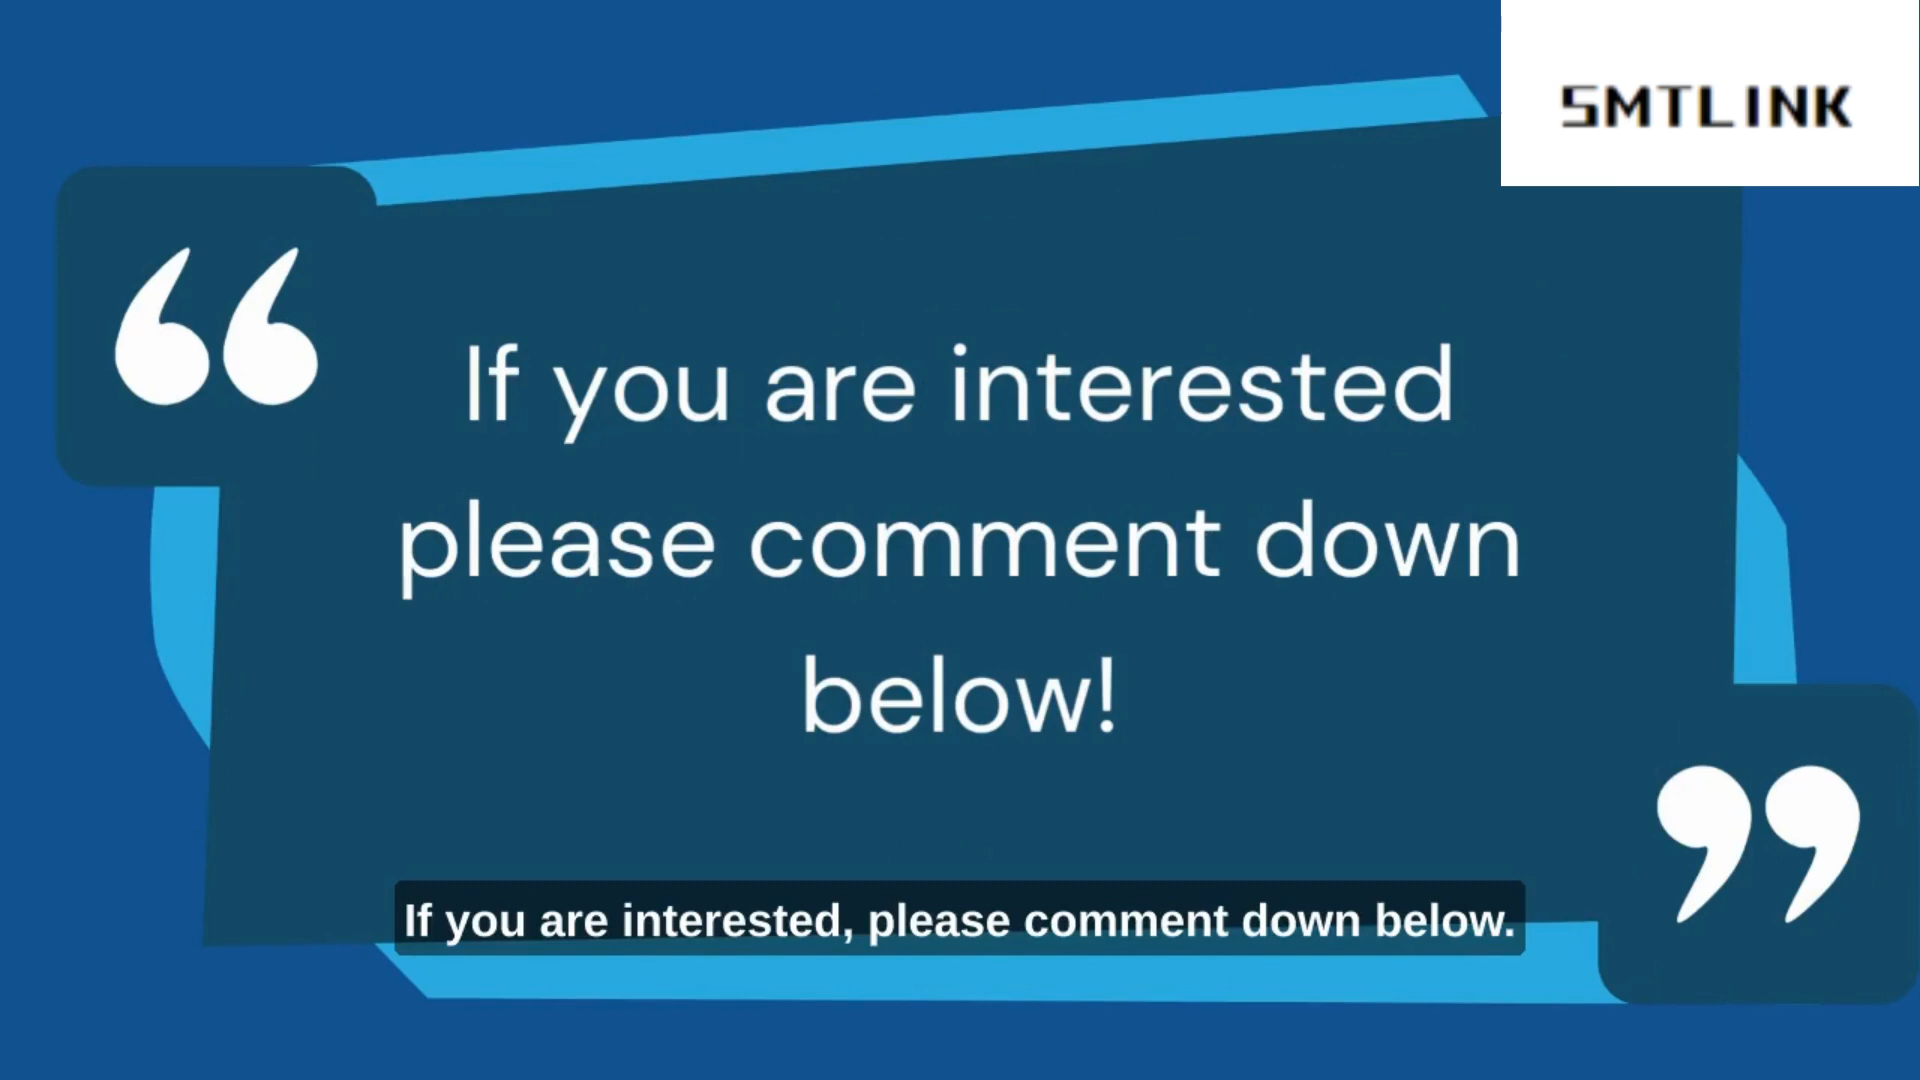 SMTLINK
“
If you are interested
please comment down
below!
”
If you are interested, please comment down below.